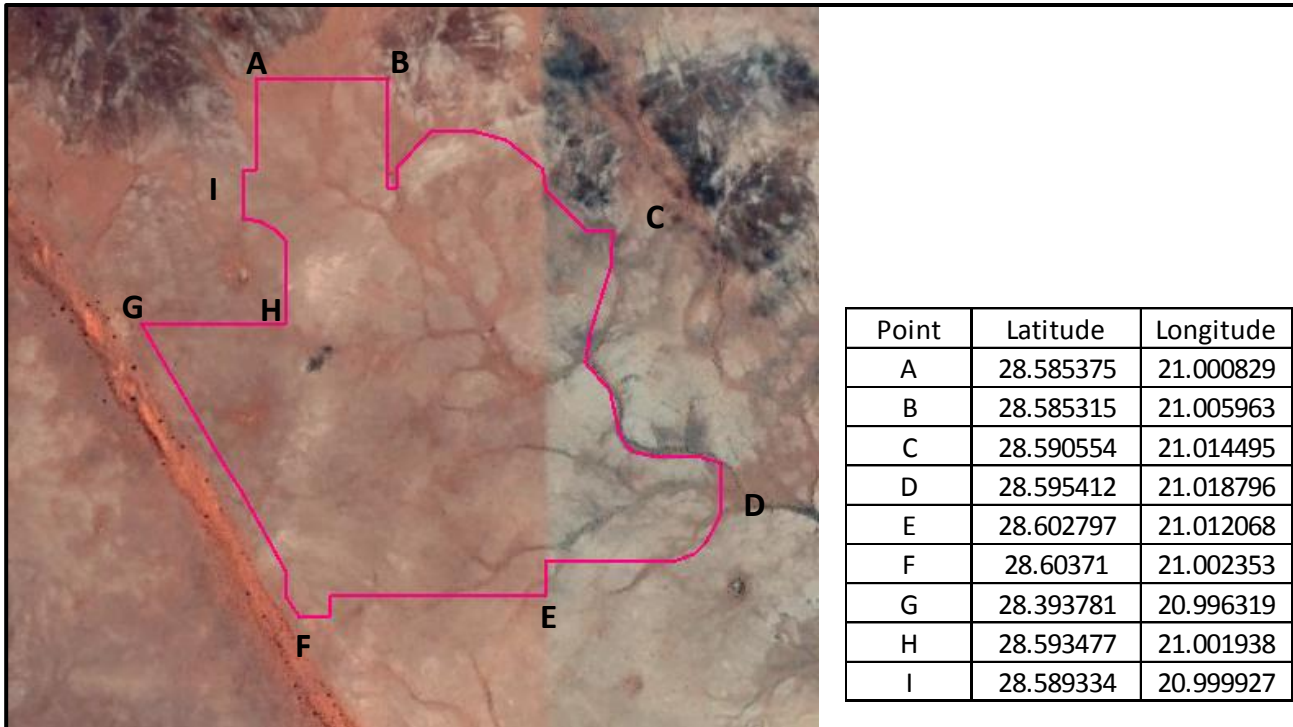 A B
I C
G H
D
E
F
Point Latitude Longitude
A 28.585375 21.000829
B 28.585315 21.005963
C 28.590554 21.014495
D 28.595412 21.018796
E 28.602797 21.012068
F 28.60371 21.002353
G 28.393781 20.996319
H 28.593477 21.001938
I 28.589334 20.999927